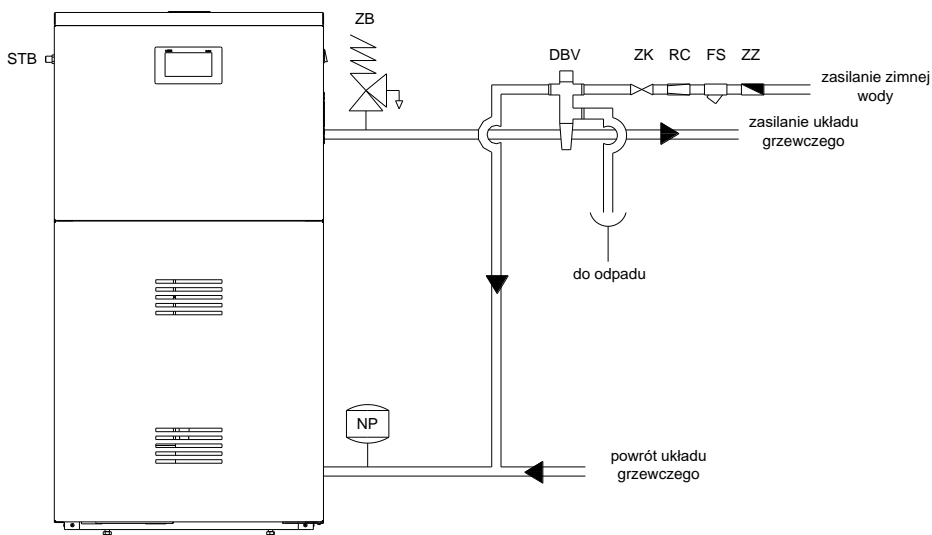 ZB
STB
DBV
ZK
RC
FS
ZZ
zasilanie zimnej
wody
zasilanie układu
grzewczego
do odpadu
NP
powrót układu
grzewczego